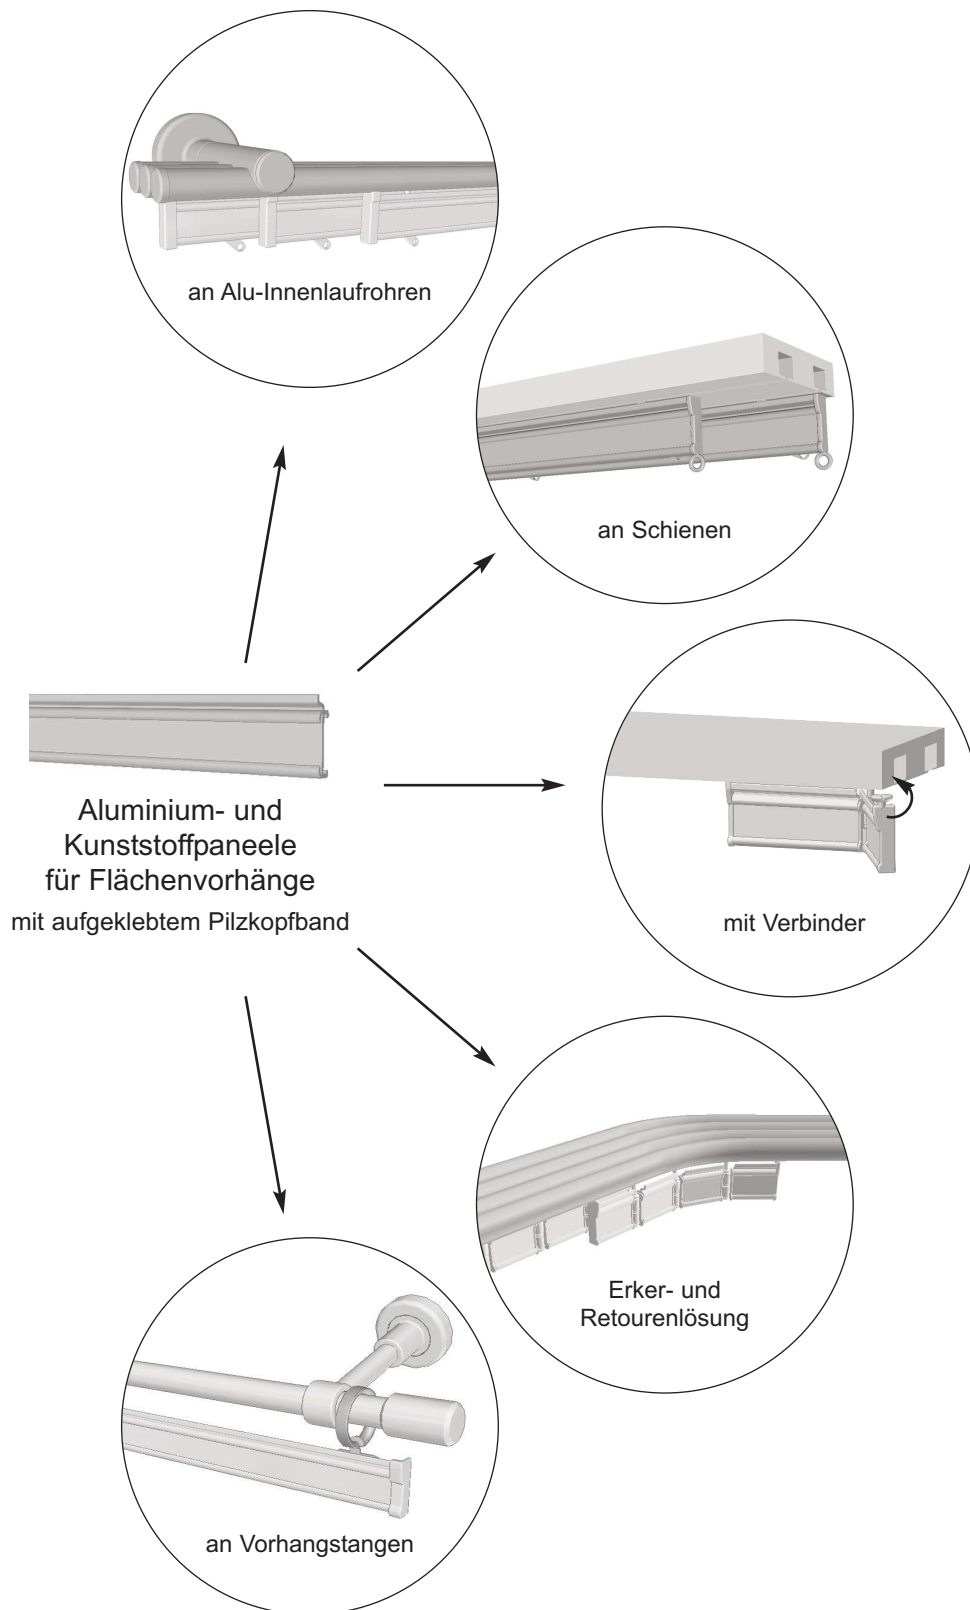 an Alu-Innenlaufrohren
an Schienen
Aluminium- und
Kunststoffpaneele
für Flächenvorhänge
mit aufgeklebtem Pilzkopfband
mit Verbinder
Erker- und
Retourenlösung
an Vorhangstangen